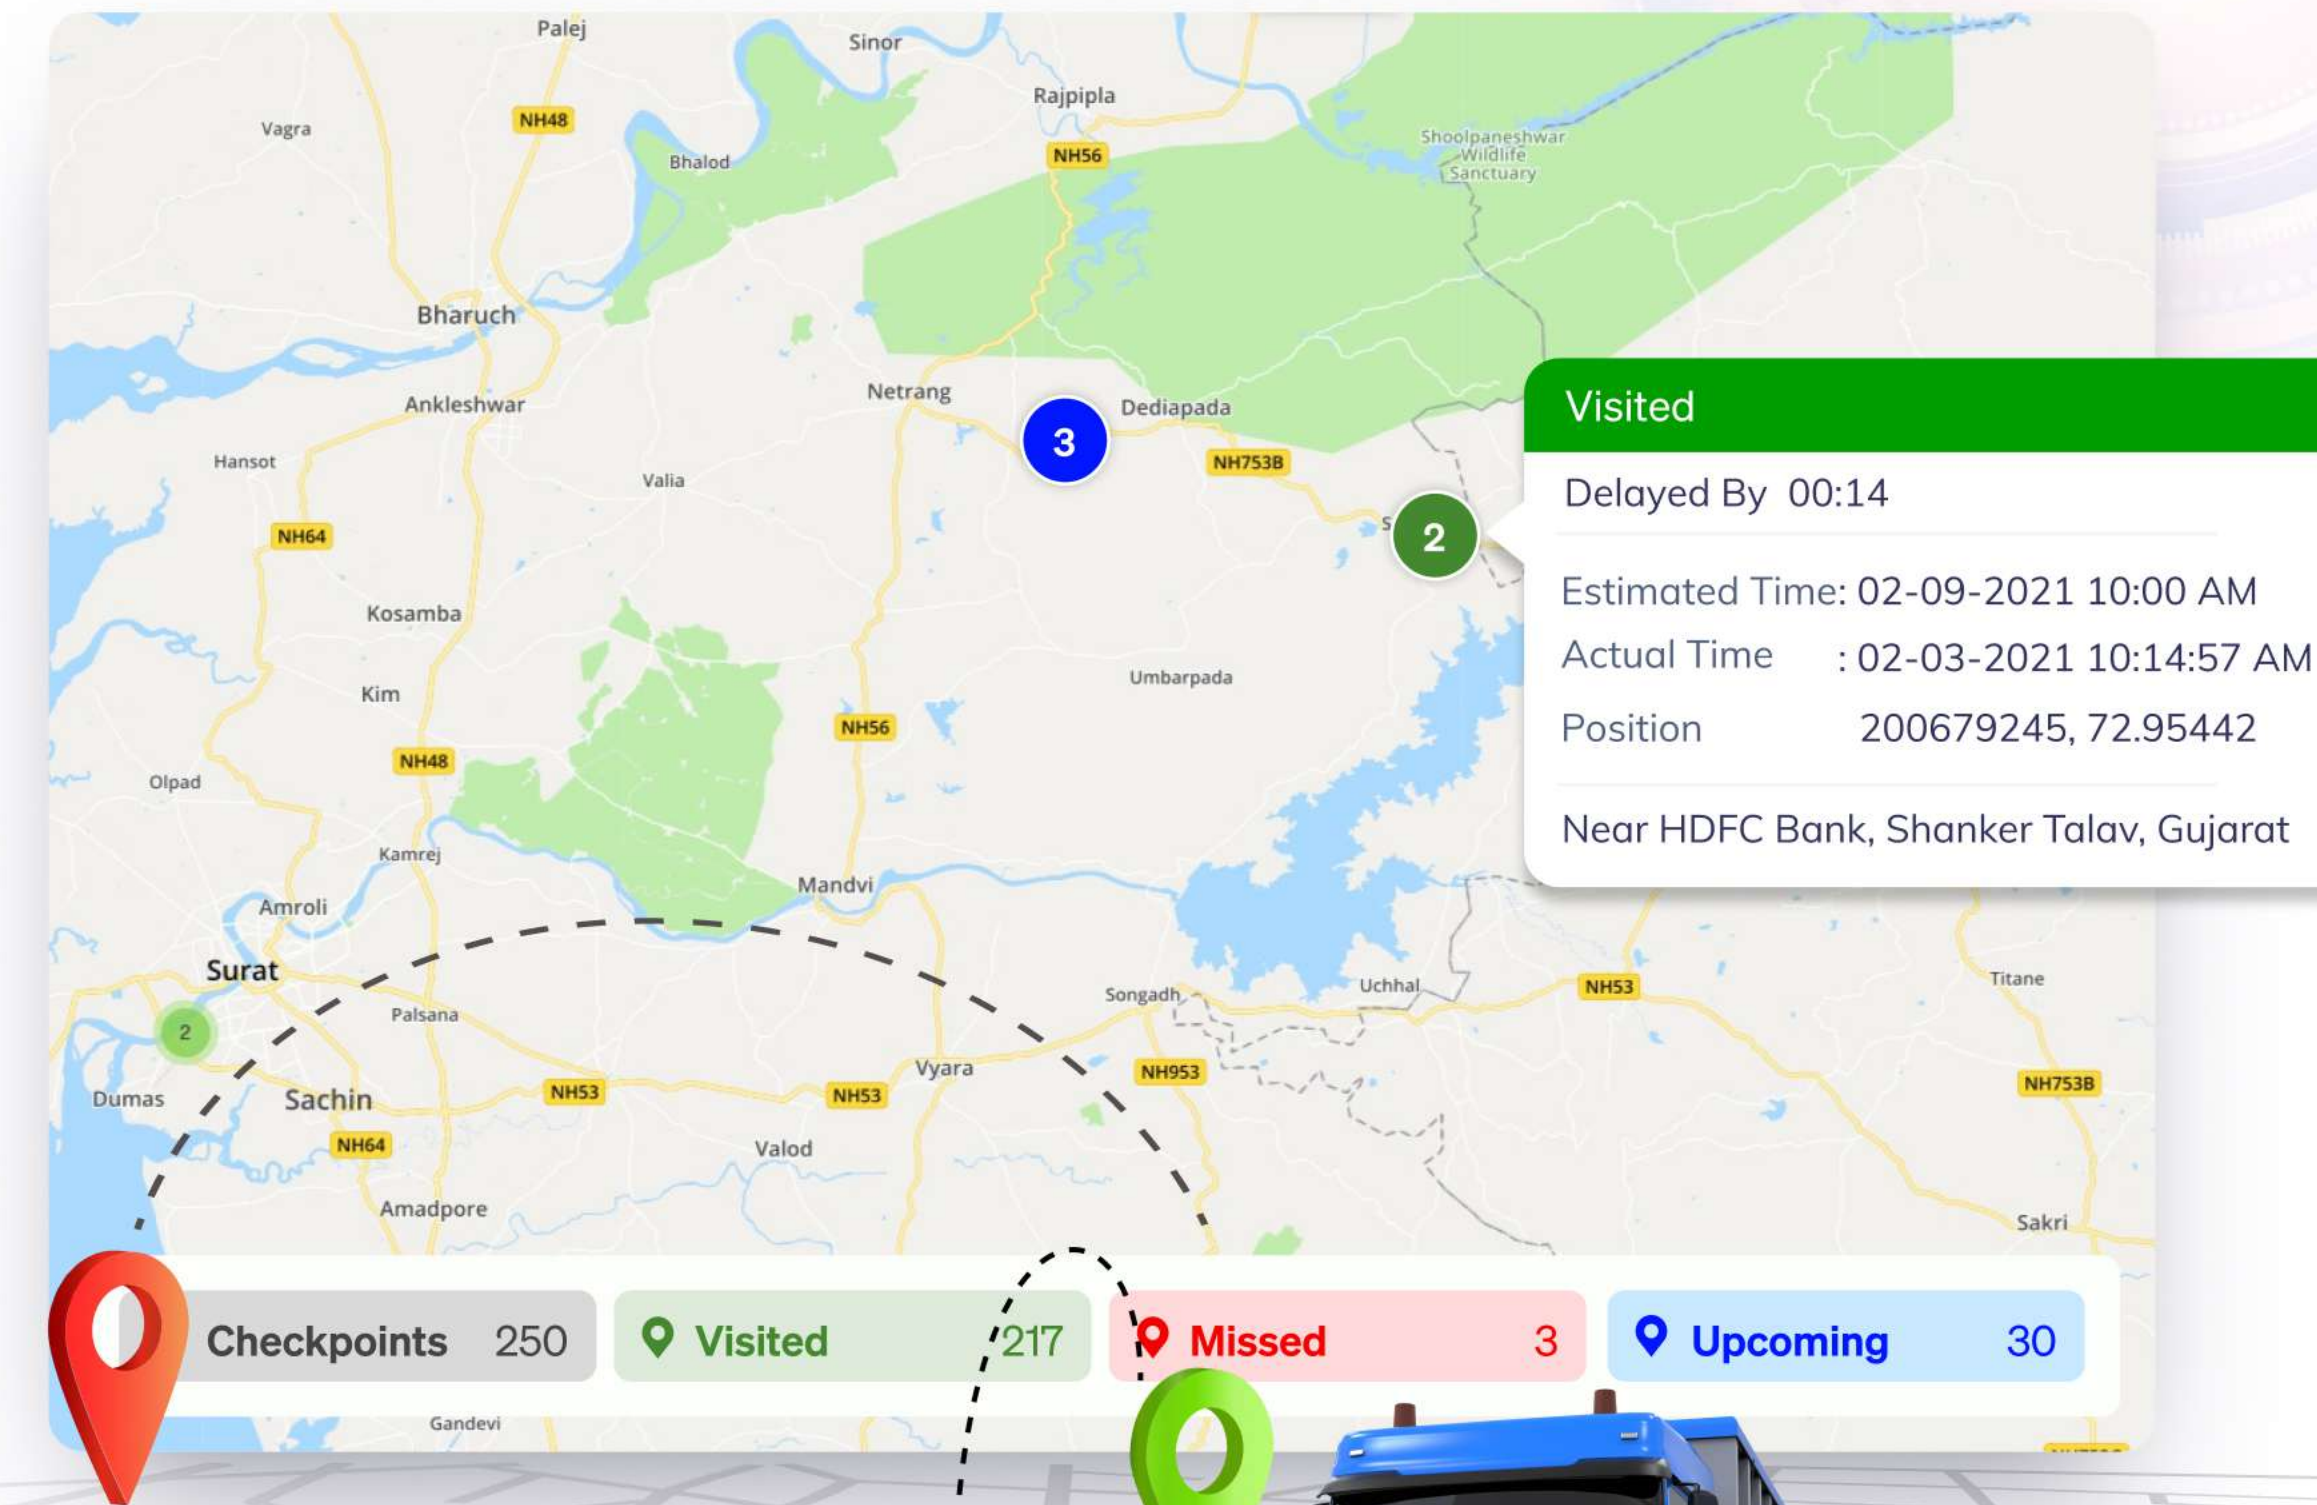 Palej
Sinor
Rajpipla
Vagra
NH48
Bhalod
NH56
Shoolpaneshwar
Wildlife
Sanctuary
Bharuch
Netrang
Ankleshwar
Dediapada
Visited
3
Hansot
NH753B
Valia
Delayed By 00:14
NH64
2
Estimated Time: 02-09-2021 10:00 AM
Kosamba
Actual Time : 02-03-2021 10:14:57 AM
Umbarpada
Kim
NH56
Position 200679245, 72.95442
NH48
Olpad
Near HDFC Bank, Shanker Talav, Gujarat
Kamrej
Mandvi
Amroli
Surat
Songadh
Uchhal
NH53
Titane
Palsana
2
Vyara
NH953
NH753B
Dumas
Sachin
NH53
NH53
NH64
Valod
Amadpore
Sakri
Checkpoints 250
Visited 217
Missed 3
Upcoming 30
Gandevi